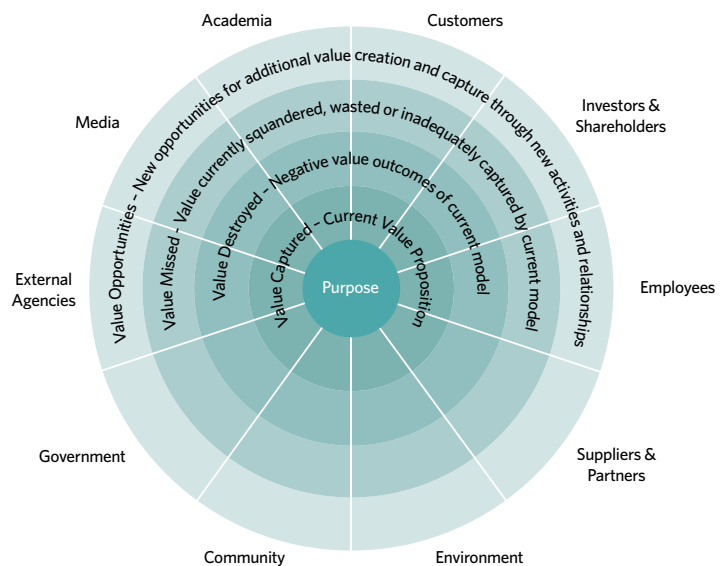 Academia
Customers
Media
Investors &
Shareholders
External
Agencies
Employees
Government
Suppliers &
Partners
Community
Environment
Value Opportunities - New opportunities for additional value creation and capture through new activities and relationships
Value Missed - Value currently squandered, wasted or inadequately captured by current model
Value Destroyed - Negative value outcomes of current model
Value Captured - Current Value Proposition
Purpose